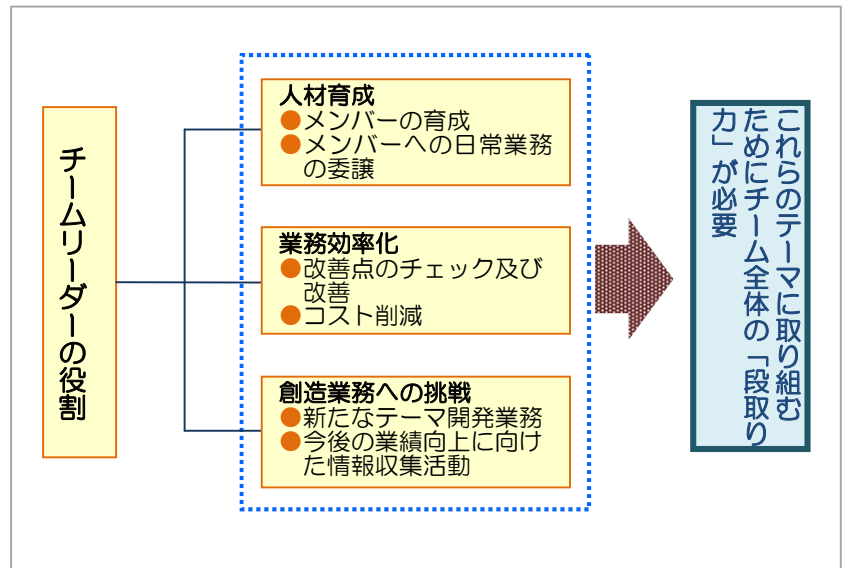 チームリーダーの役割
人材育成
●メンバーの育成
●メンバーへの日常業務
の委譲
業務効率化
●改善点のチェック及び
改善
●コスト削減
創造業務への挑戦
●新たなテーマ開発業務
●今後の業績向上に向け
た情報収集活動
これらのテーマに取り組む
ためにチーム全体の「段取り
力」が必要